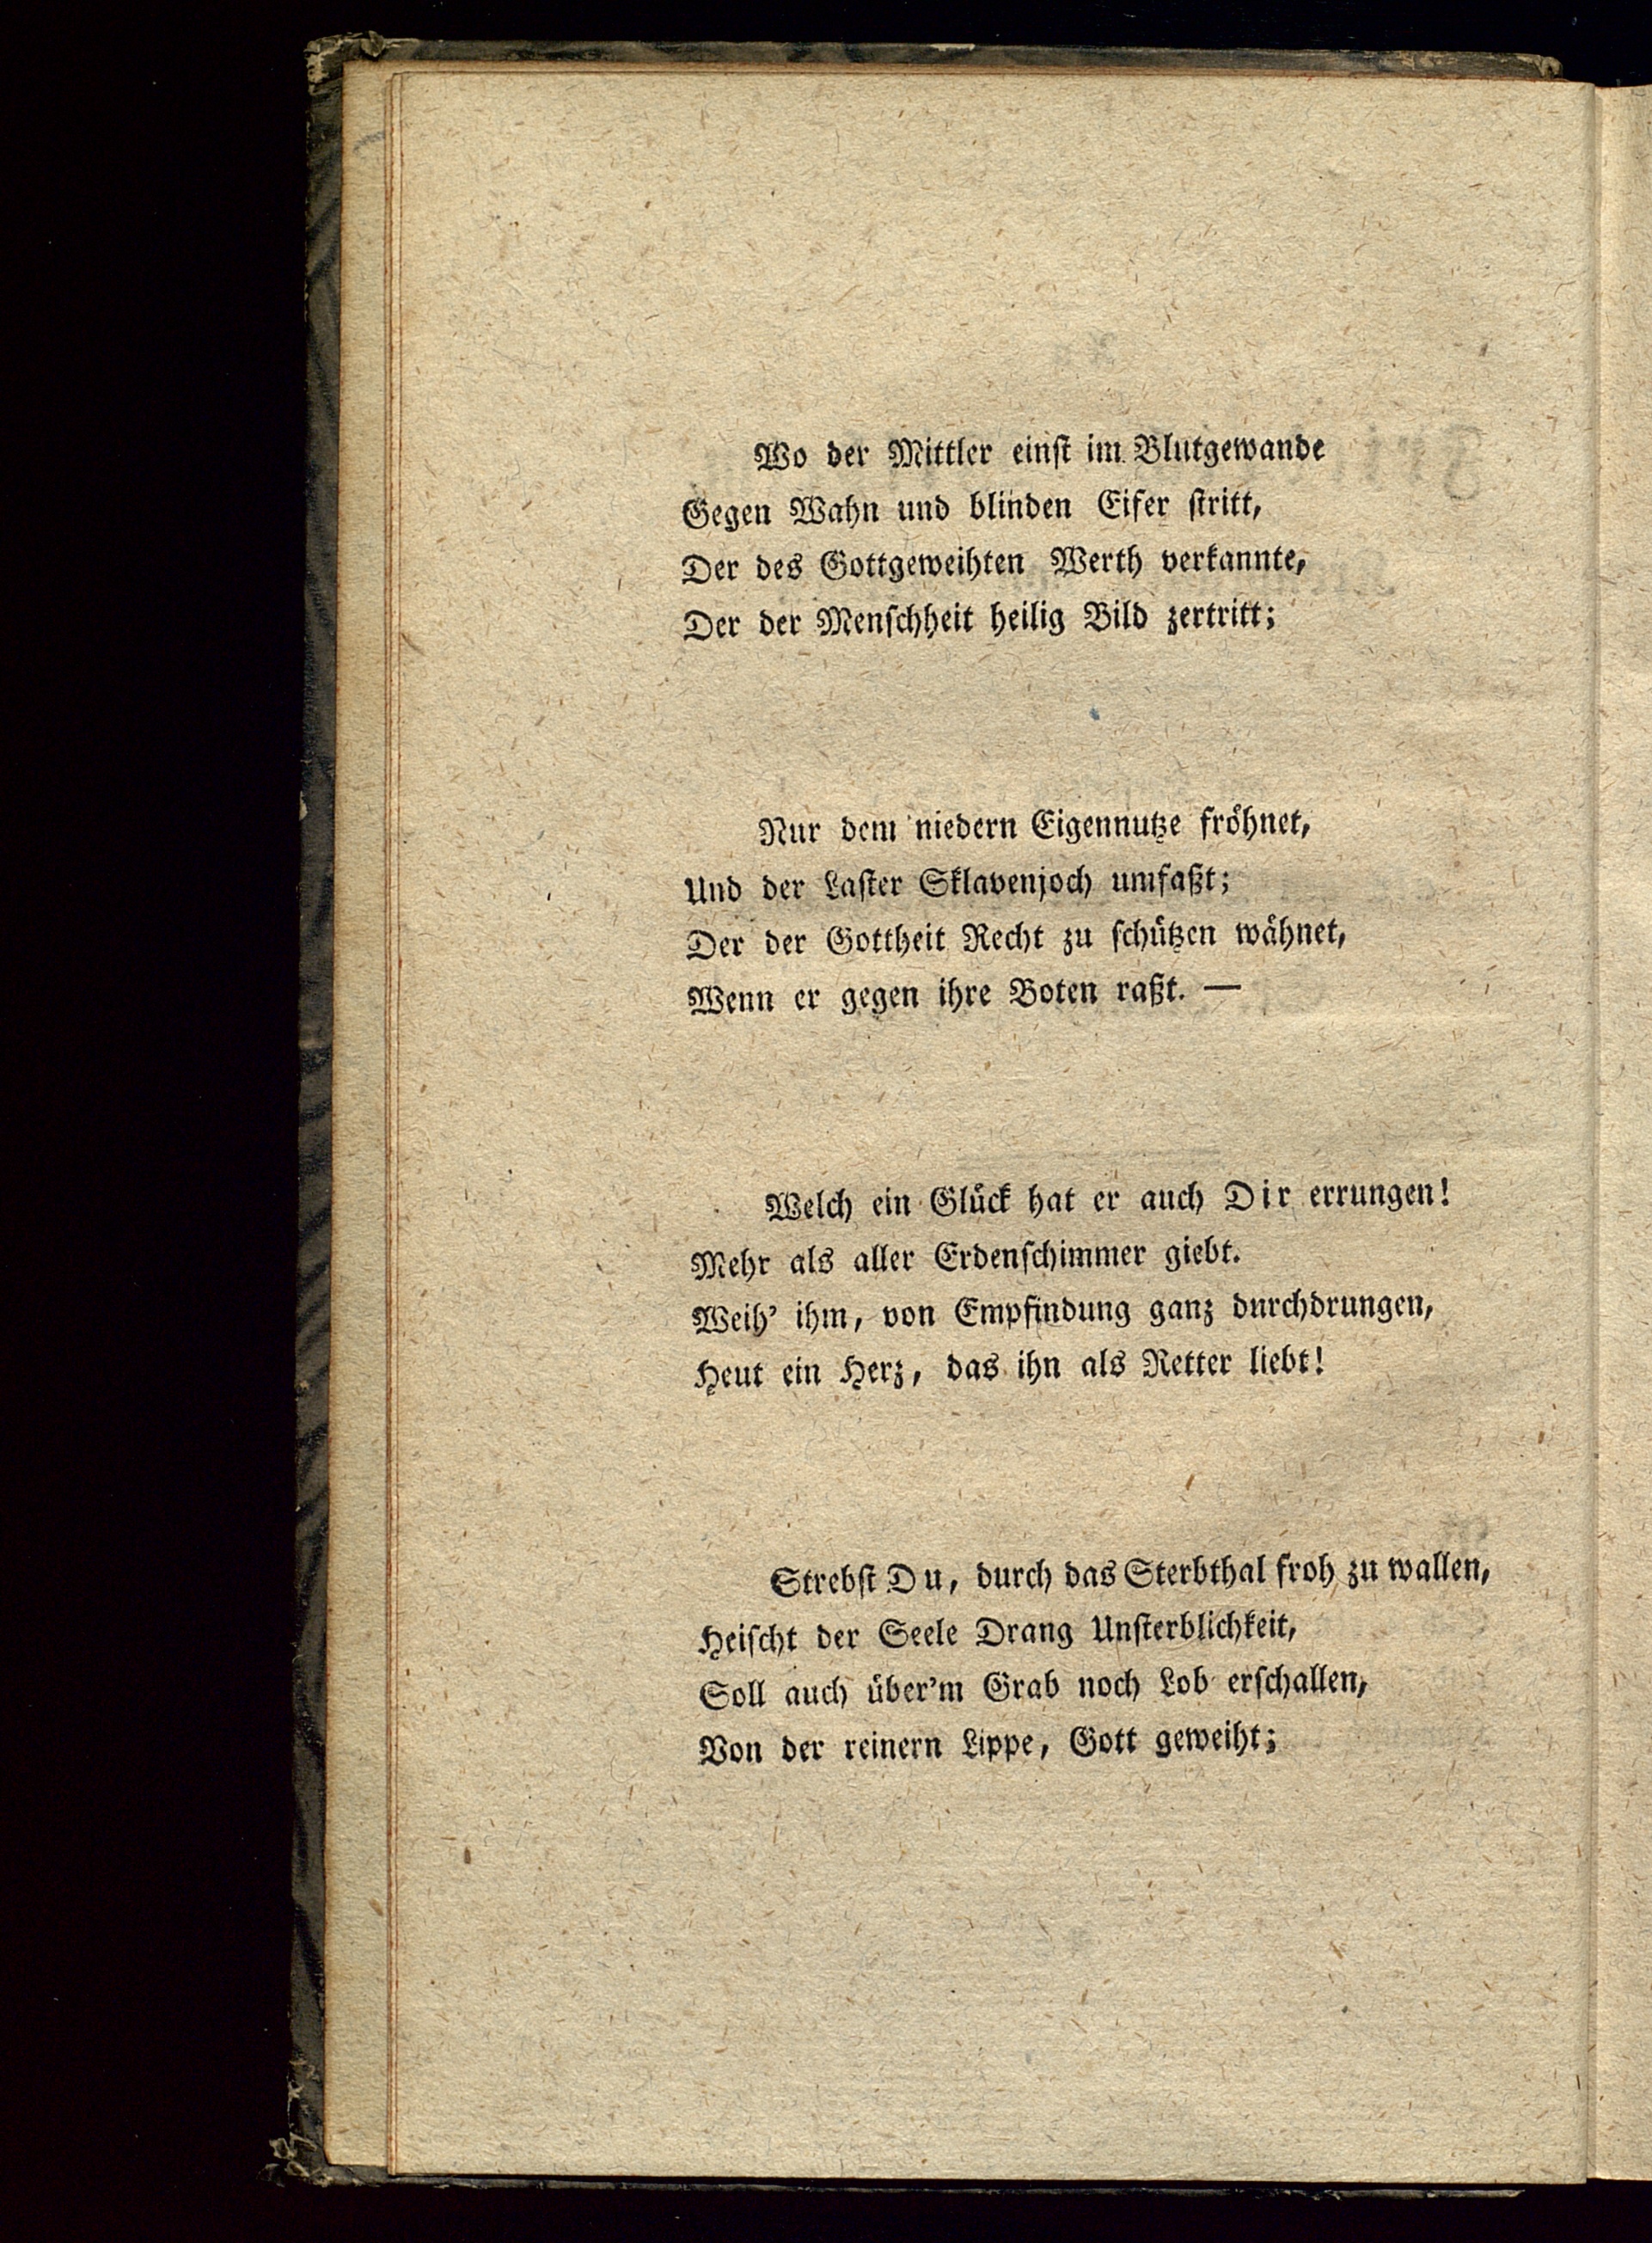 Wo der Mittler einſt im Blutgewande
Gegen Wahn und blinden Eifer ſtritt,
Der des Gottgeweihten Werth verkannte,
Der der Menſchheit heilig Bild zertritt;
Nur dem niedern Eigennutze fröhnet,
Und der Laſter Sklavenjoch umfaßt;
Der der Gottheit Recht zu ſchützen wähnet,
Wenn er gegen ihre Boten raßt. —
Welch ein Glück hat er auch Dir errungen!
Mehr als aller Erdenſchimmer giebt.
Weih' ihm, von Empfindung ganz dnrchdrungen,
Heut ein Herz, das ihn als Retter liebt!
Strebſt Du, durch das Sterbthal froh zu wallen,
Heiſcht der Seele Drang Unſterblichkeit,
Soll auch über'm Grab noch Lob erſchallen,
Von der reinern Lippe, Gott geweiht;